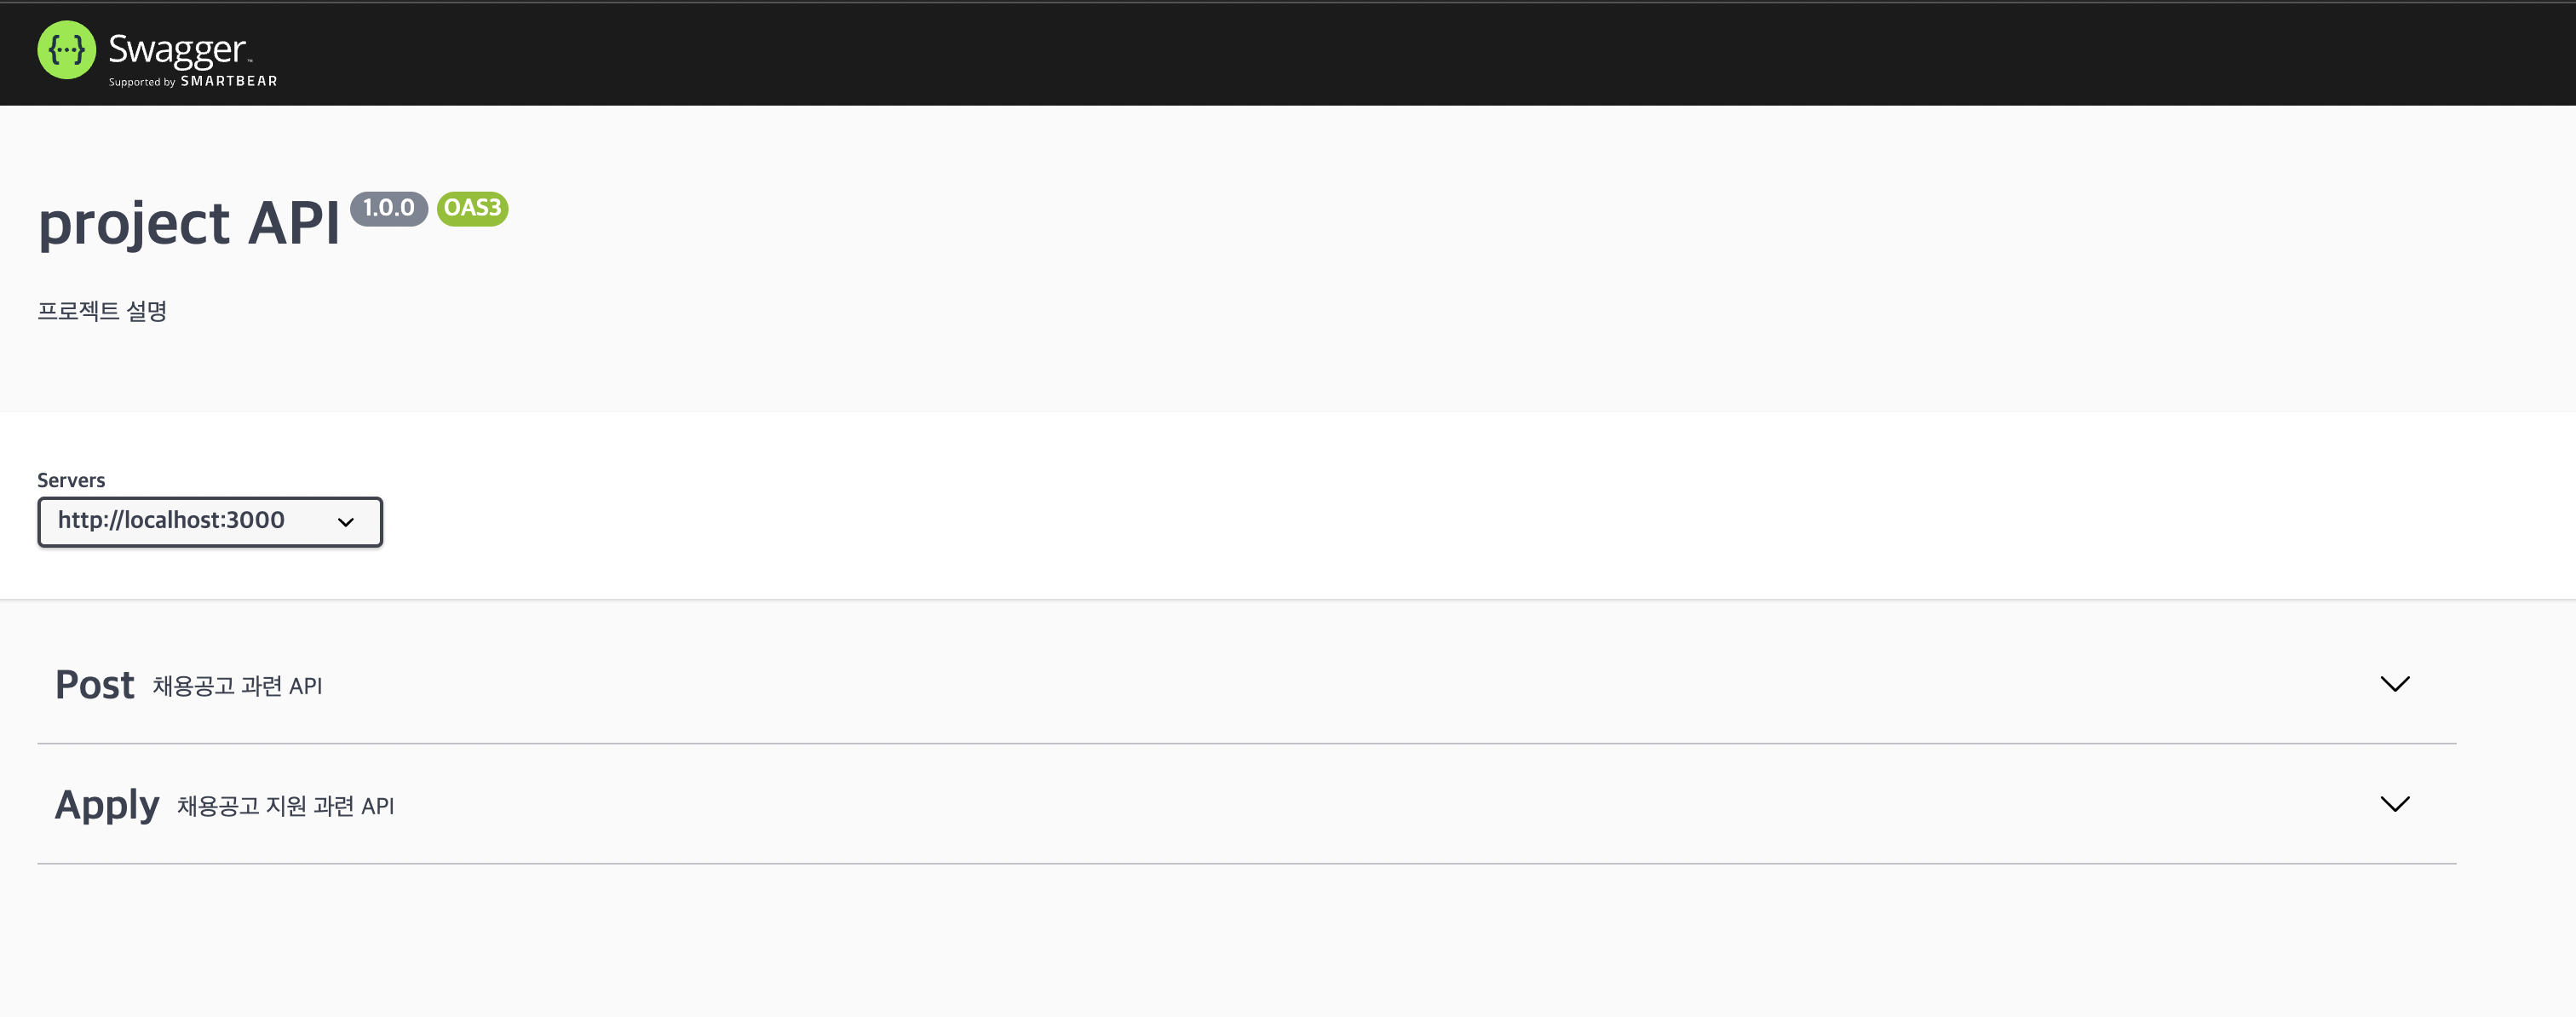 {···} Swagger™
Supported by SMARTBEAR
project API 1.0.0 OAS3
프로젝트 설명
Servers
http://localhost:3000
Post 채용공고 과련 API
Apply 채용공고 지원 과련 API